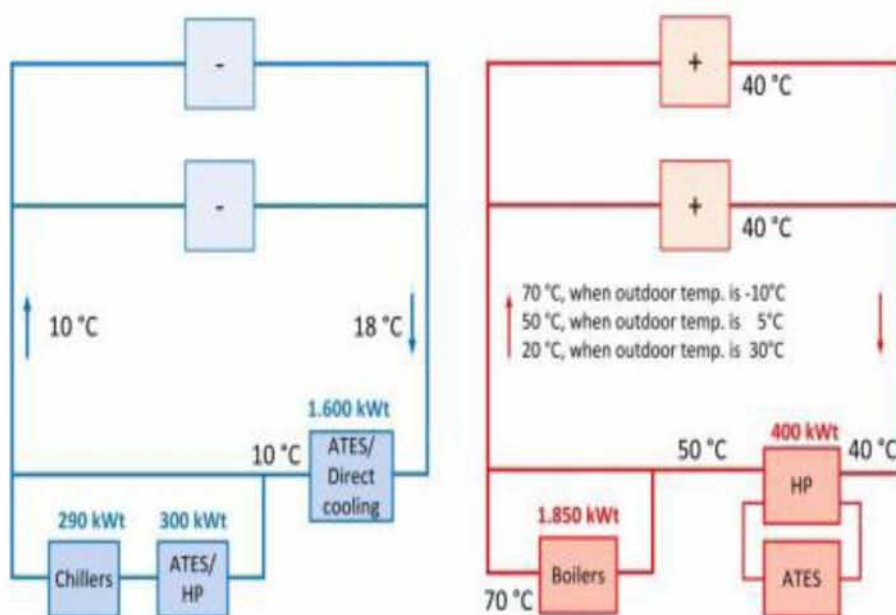 -
-
10 °C
18 °C
1.600 kWt
10 °C
ATES/
Direct
cooling
290 kWt
300 kWt
Chillers
ATES/
HP
+
40 °C
+
40 °C
70 °C, when outdoor temp. is -10°C
50 °C, when outdoor temp. is 5°C
20 °C, when outdoor temp. is 30°C
50 °C
400 kWt
40 °C
HP
1.850 kWt
70 °C
Boilers
ATES